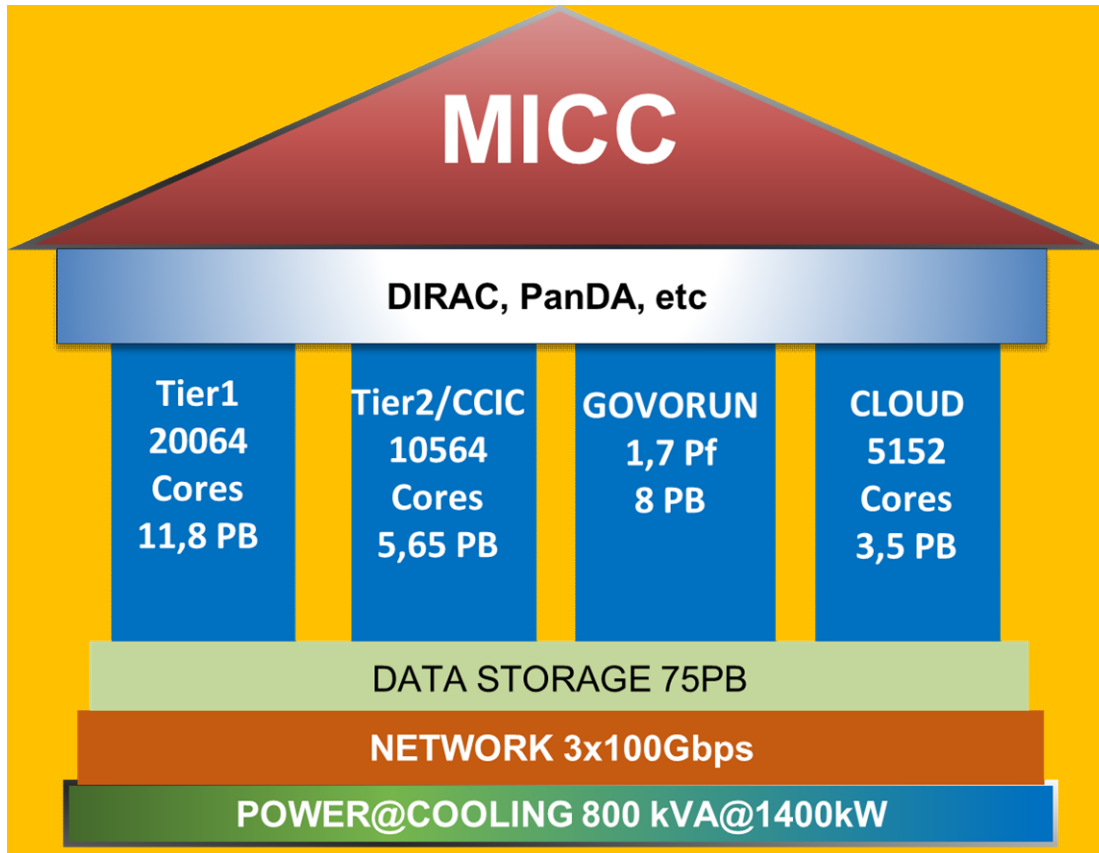 MICC
DIRAC, PanDA, etc
Tier1
20064
Cores
11,8 PB
Tier2/CCIC
10564
Cores
5,65 PB
GOVORUN
1,7 Pf
8 PB
CLOUD
5152
Cores
3,5 PB
DATA STORAGE 75PB
NETWORK 3x100Gbps
POWER@COOLING 800 kVA@1400kW